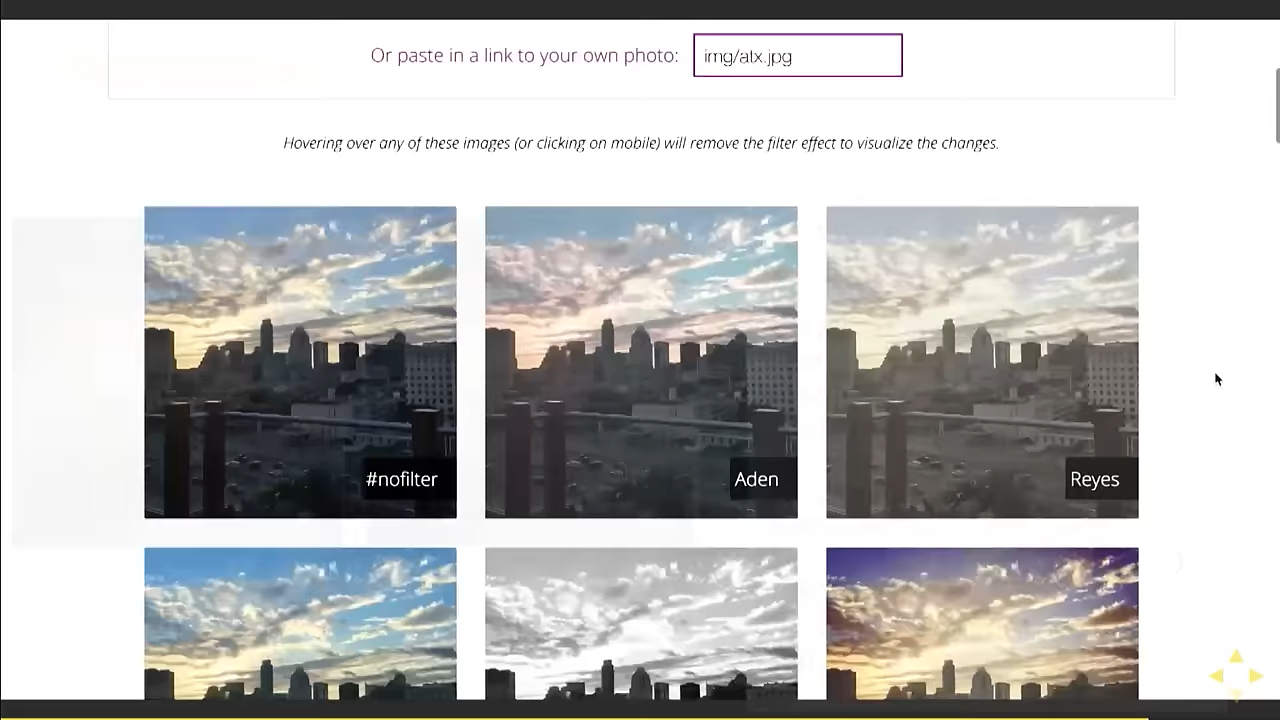 Or paste in a link to your own photo: img/atx.jpg
Hovering over any of these images (or clicking on mobile) will remove the filter effect to visualize the changes.
#nofilter
Aden
Reyes